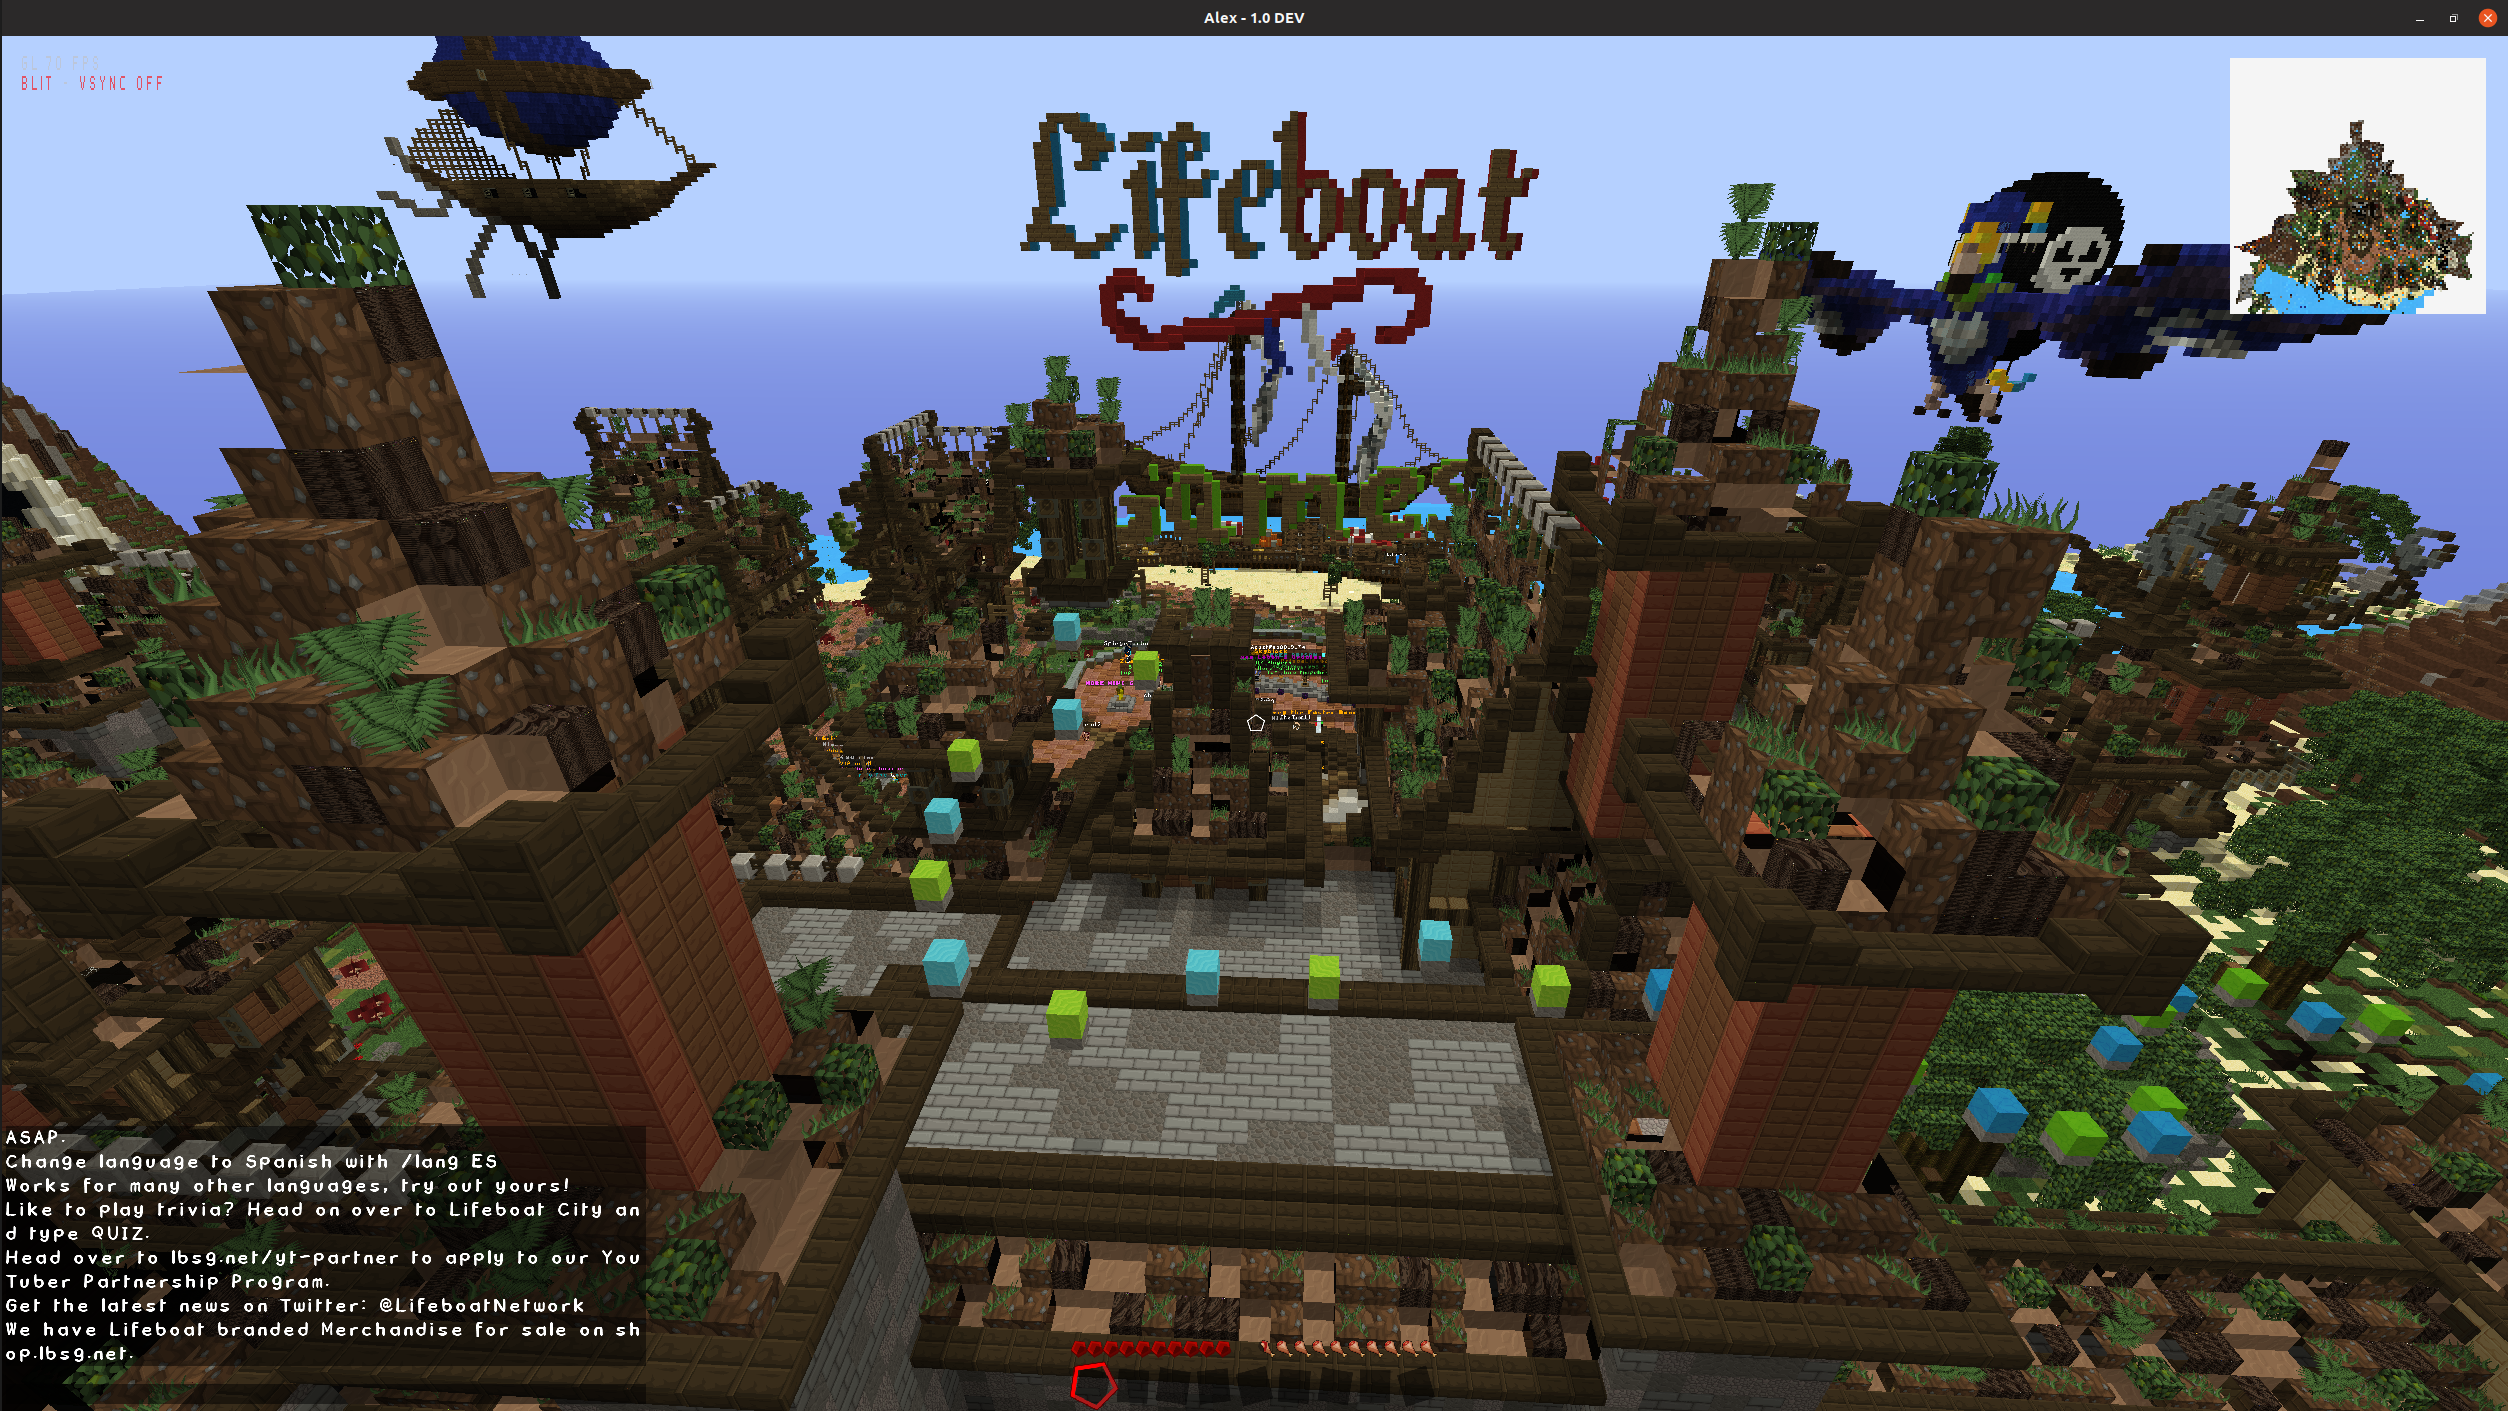 Alex - 1.0 DEV
BLIT - VSYNC OFF
Lifeboat
Games
ASAP.
Change language to Spanish with /lang ES
Works for many other languages, try out yours!
Like to play trivia? Head on over to Lifeboat City an
d type QUIZ.
Head over to lbsg.net/yt-partner to apply to our You
Tuber Partnership Program.
Get the latest news on Twitter: @LifeboatNetwork
We have Lifeboat branded Merchandise for sale on sh
op.lbsg.net.